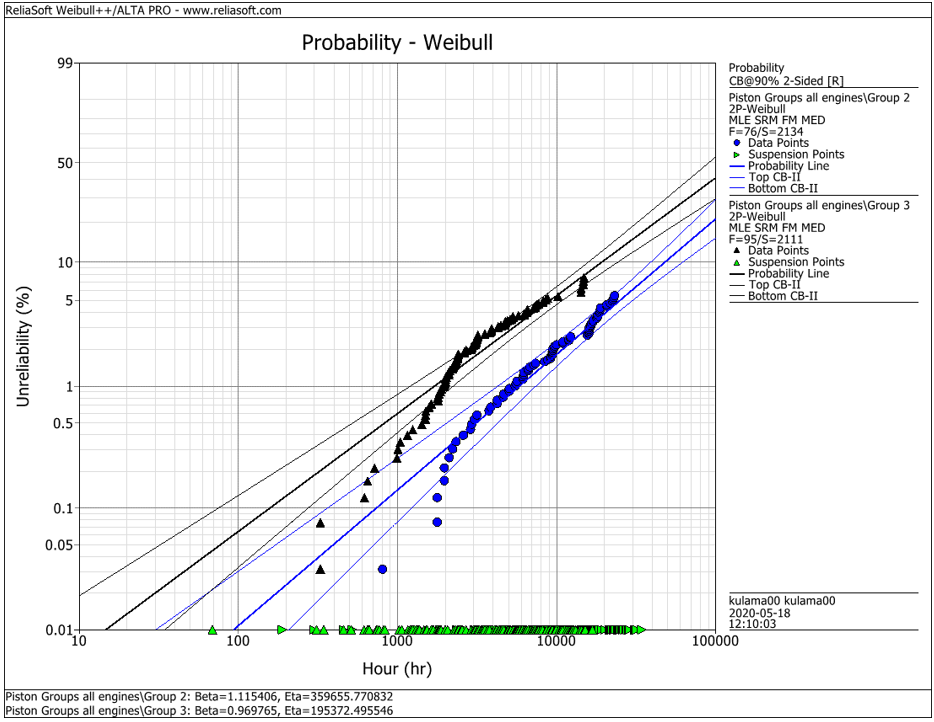 ReliaSoft Weibull++/ALTA PRO - www.reliasoft.com
Probability - Weibull
99
50
10
5
1
0.5
0.1
0.05
0.01
Unreliability (%)
10
100
1000
10000
100000
Hour (hr)
Probability
CB@90% 2-Sided [R]
Piston Groups all engines\Group 2
2P-Weibull
MLE SRM FM MED
F=76/S=2134
Data Points
Suspension Points
Probability Line
Top CB-II
Bottom CB-II
Piston Groups all engines\Group 3
2P-Weibull
MLE SRM FM MED
F=95/S=2111
Data Points
Suspension Points
Probability Line
Top CB-II
Bottom CB-II
kulama00 kulama00
2020-05-18
12:10:03
Piston Groups all engines\Group 2: Beta=1.115406, Eta=359655.770832
Piston Groups all engines\Group 3: Beta=0.969765, Eta=195372.495546